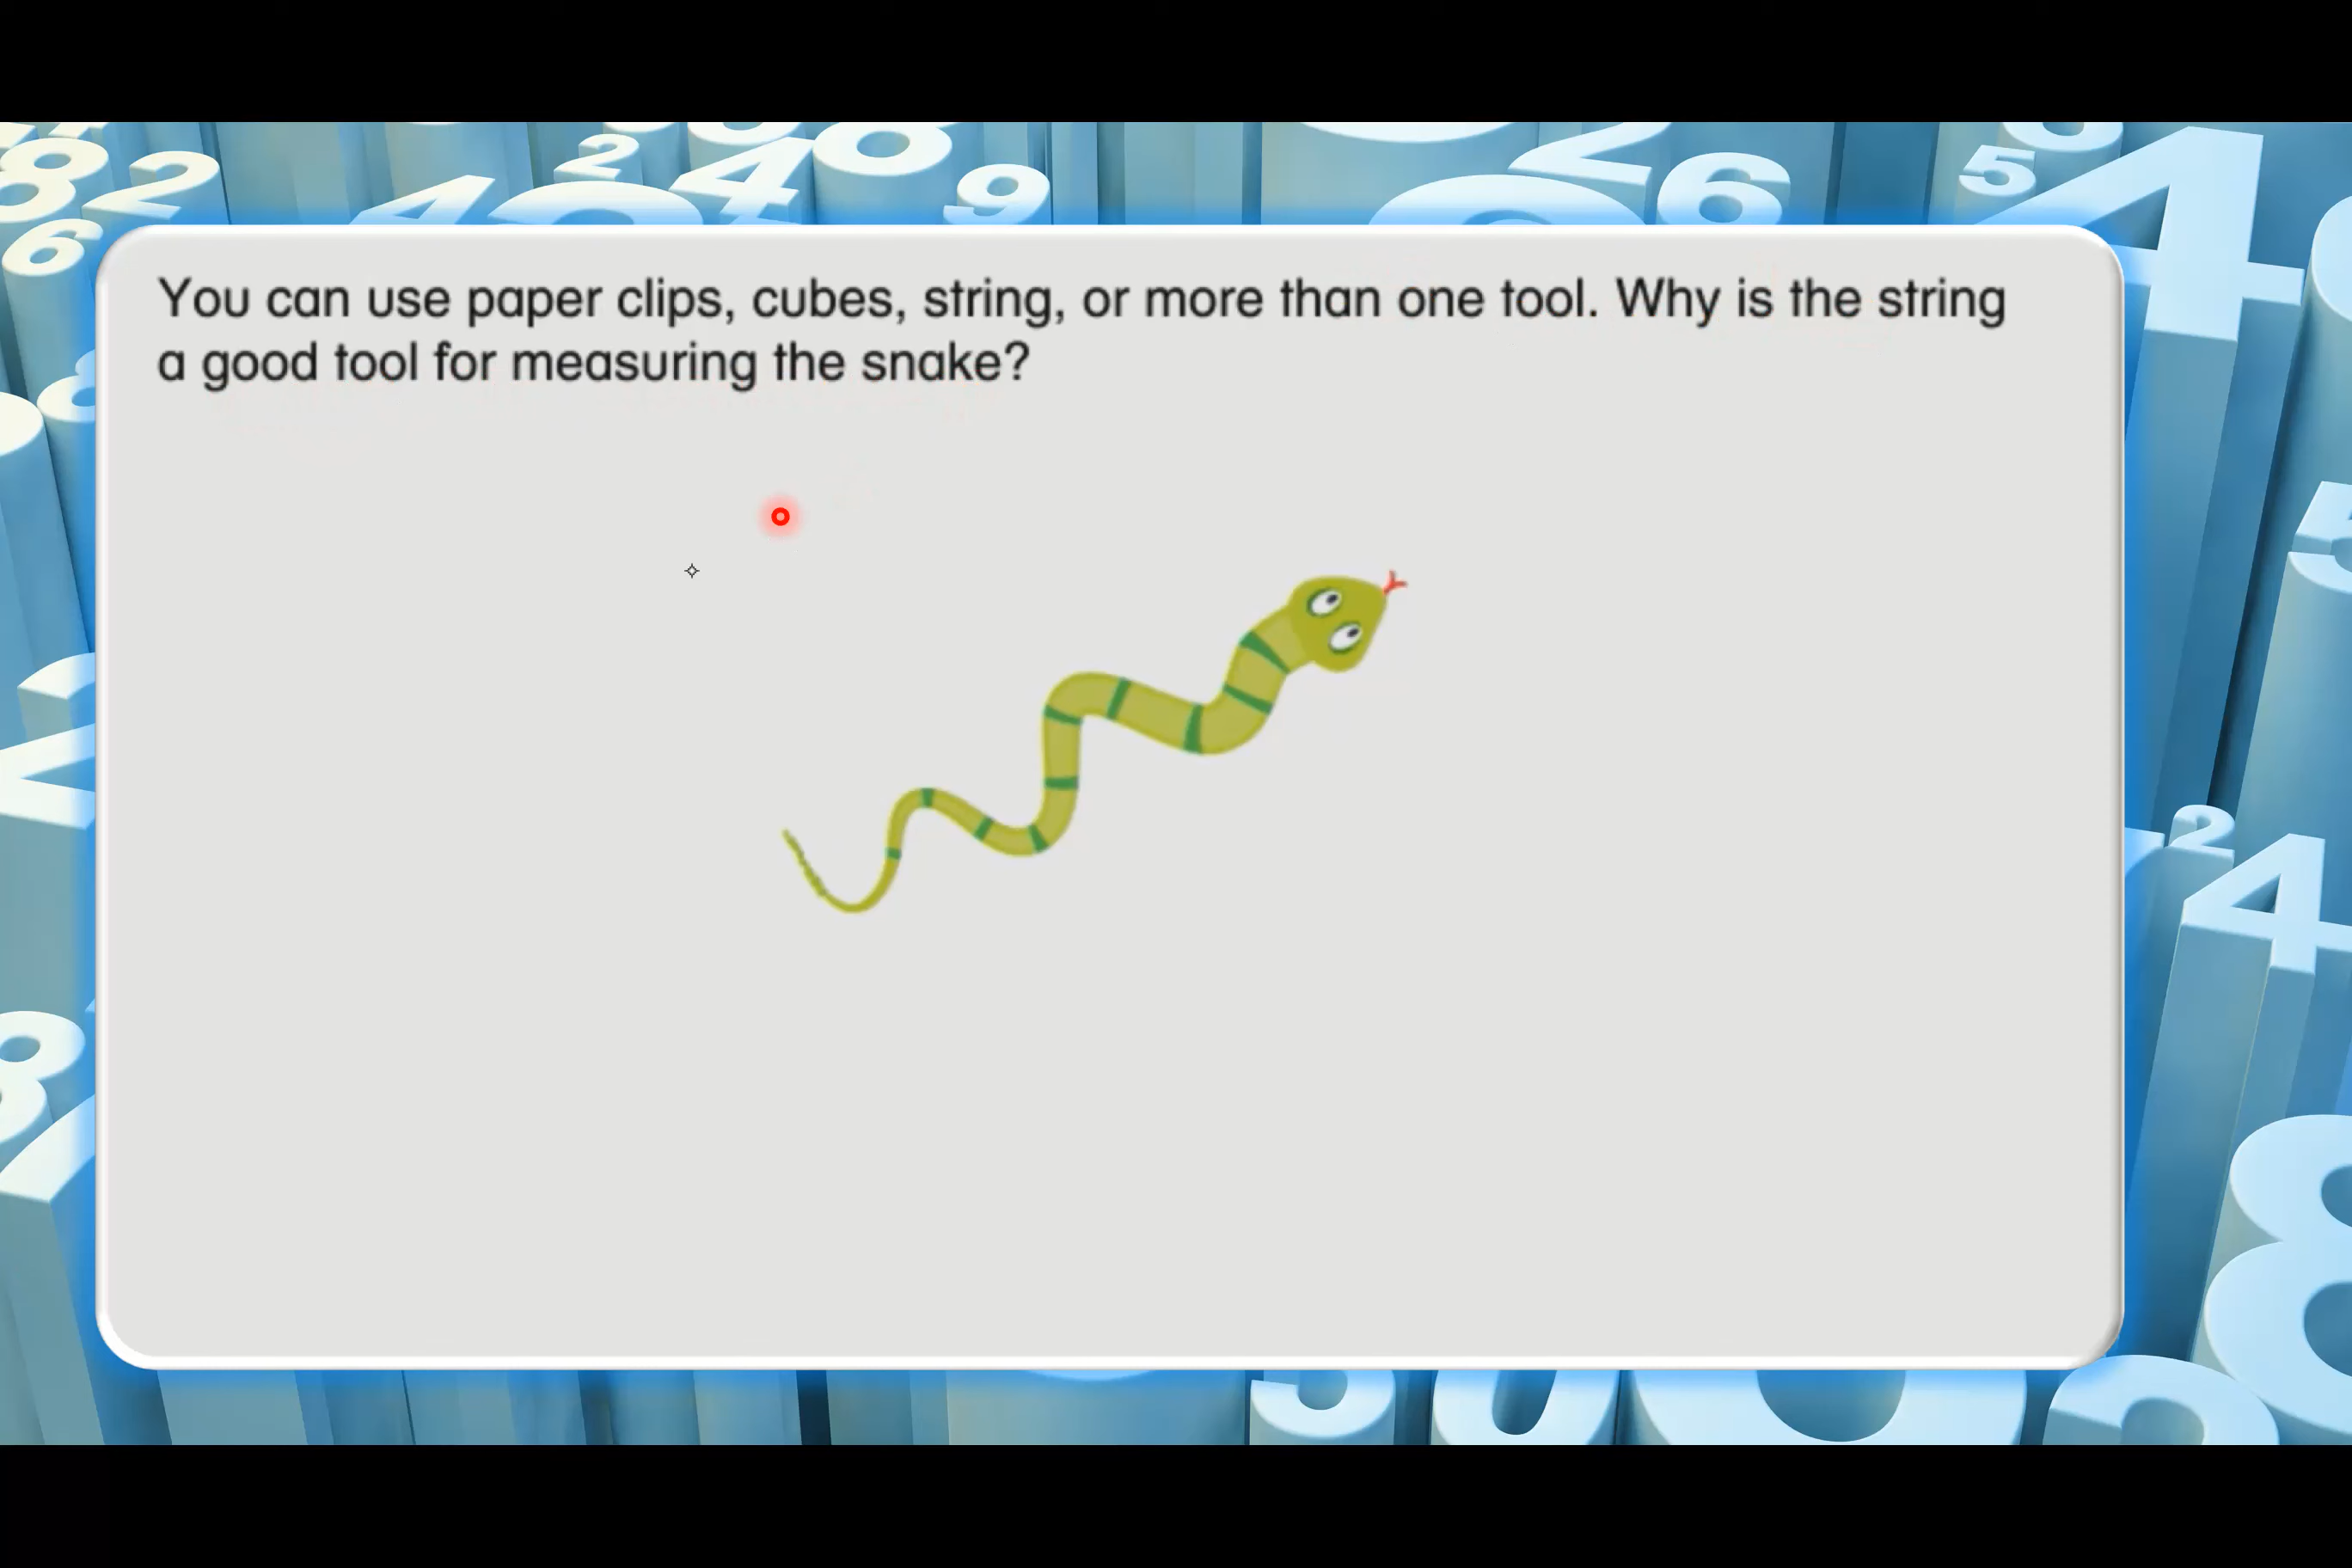 You can use paper clips, cubes, string, or more than one tool. Why is the string
a good tool for measuring the snake?